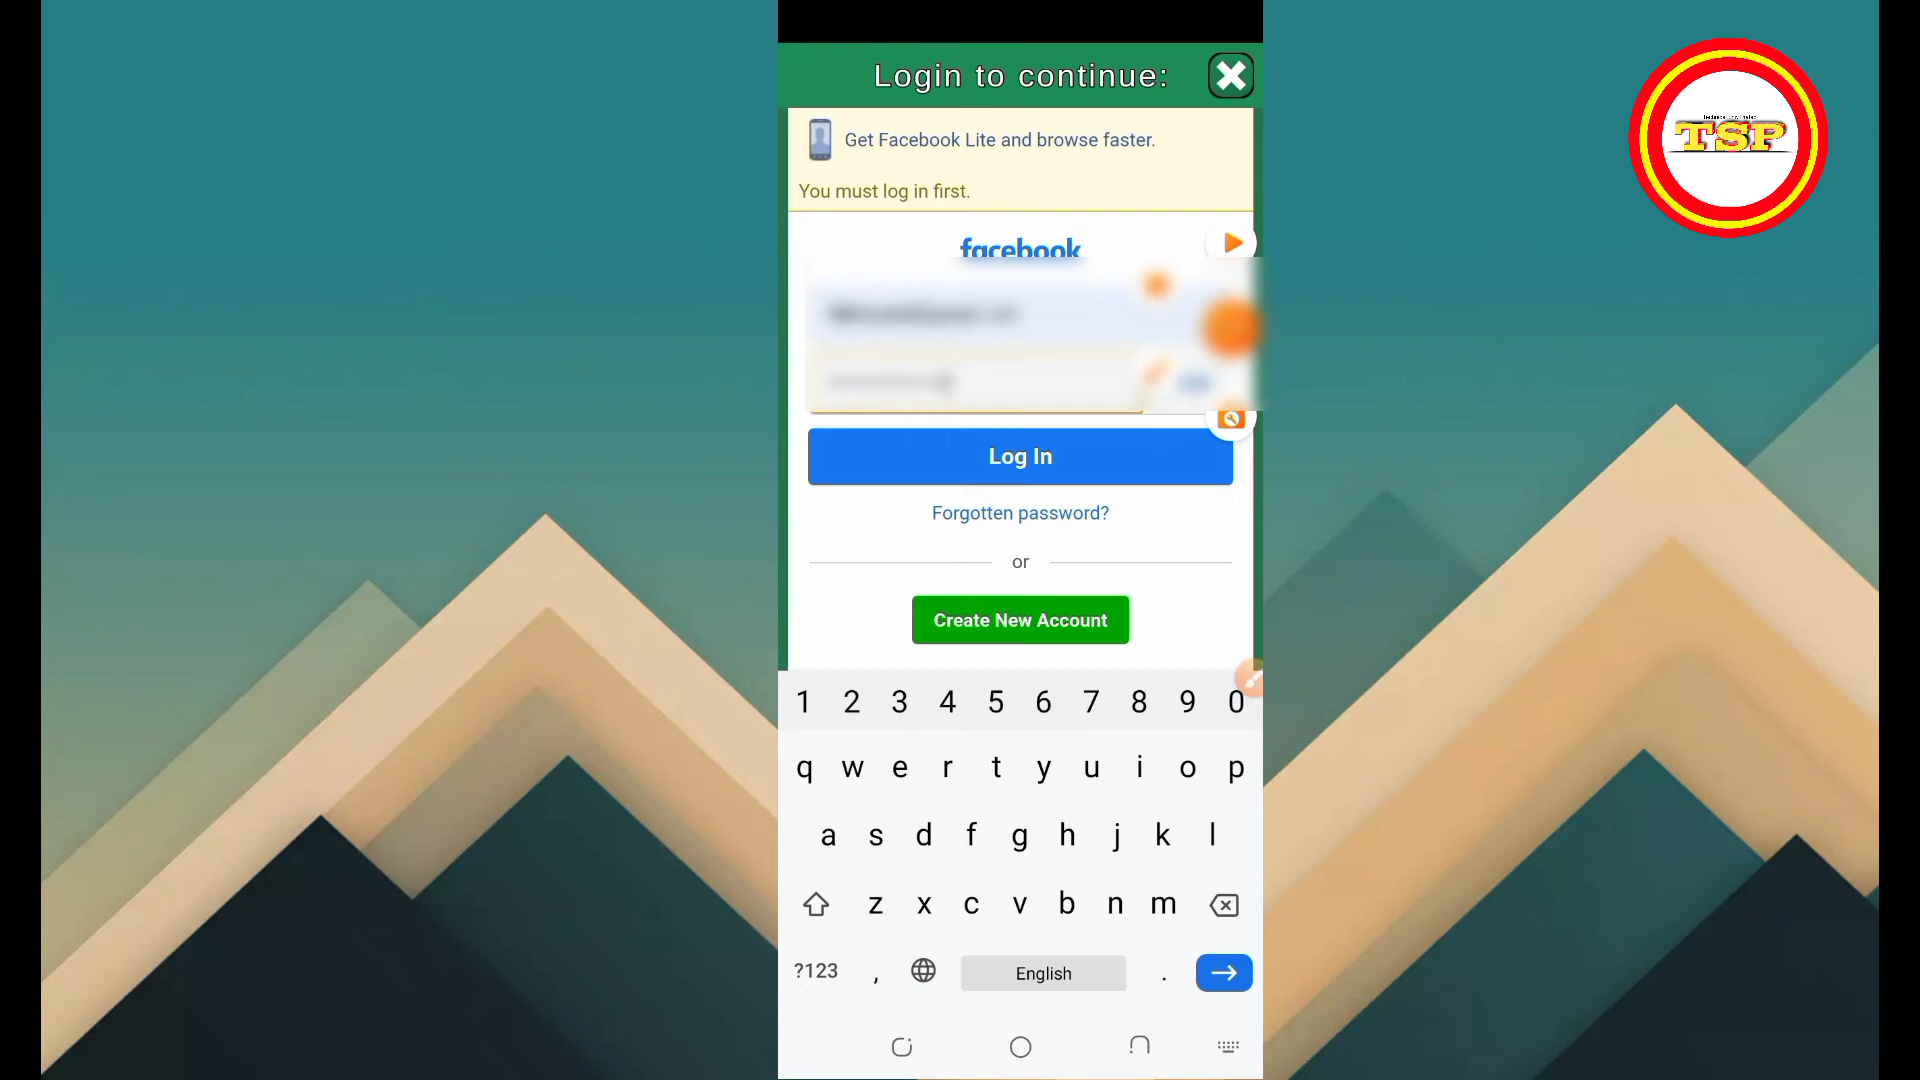 Login to continue:
Get Facebook Lite and browse faster.
You must log in first.
facebook
Log In
Forgotten password?
or
Create New Account
1 2 3 4 5 6 7 8 9 0
q w e r t y u i o p
a s d f g h j k l
z x c v b n m
?123 , English .
TSP